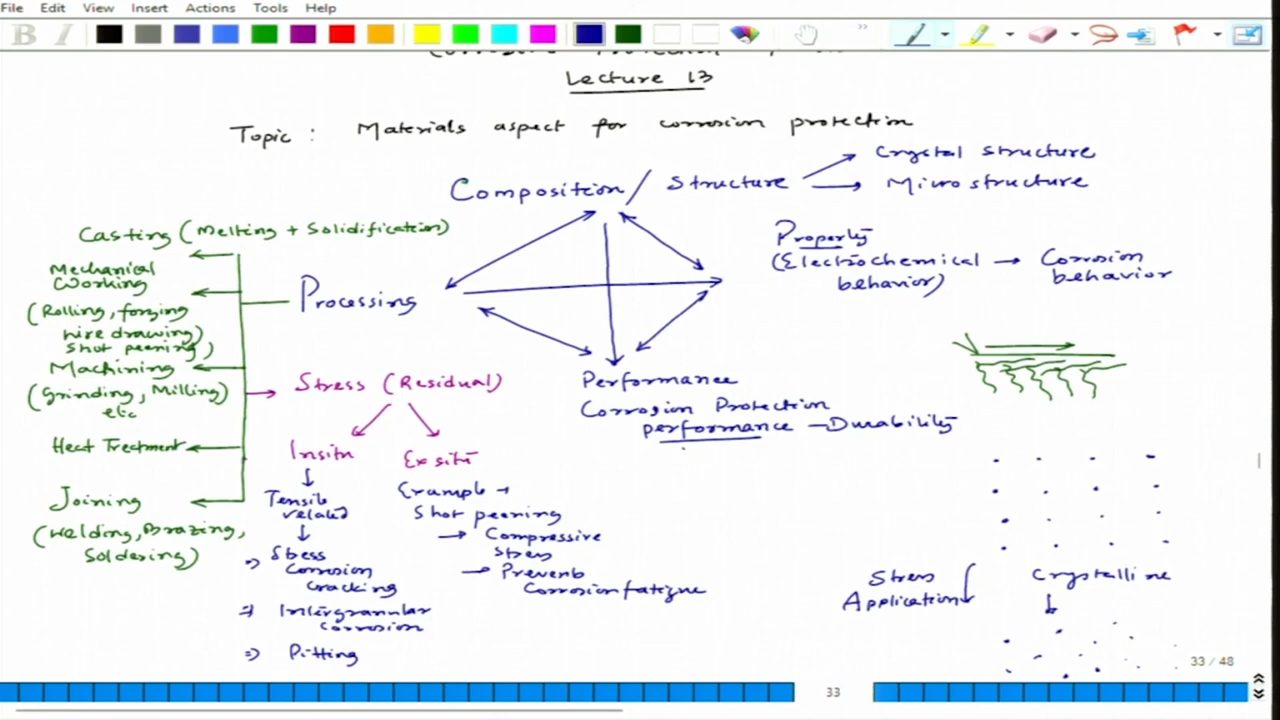 File Edit View Insert Actions Tools Help
Lecture 13
Topic : Materials aspect for corrosion protection
Composition / Structure
Crystal structure
Microstructure
Casting (Melting + Solidification)
Mechanical
Working
(Rolling, forging
wire drawing)
Shot peening)
Machining
(Grinding, Milling)
etc
Heat Treatment
Joining
(Welding, Brazing,
Soldering)
Processing
Property
(Electrochemical
behavior)
Corrosion
behavior
Performance
Corrosion Protection
performance - Durability
Stress (Residual)
Insitu
Tensile
related
Stress
Corrosion
cracking
Intergranular
corrosion
Pitting
Ex situ
Example
Shot peening
Compressive
stress
Prevent
Corrosion fatigue
Stress
Application
Crystalline
33 / 48
33